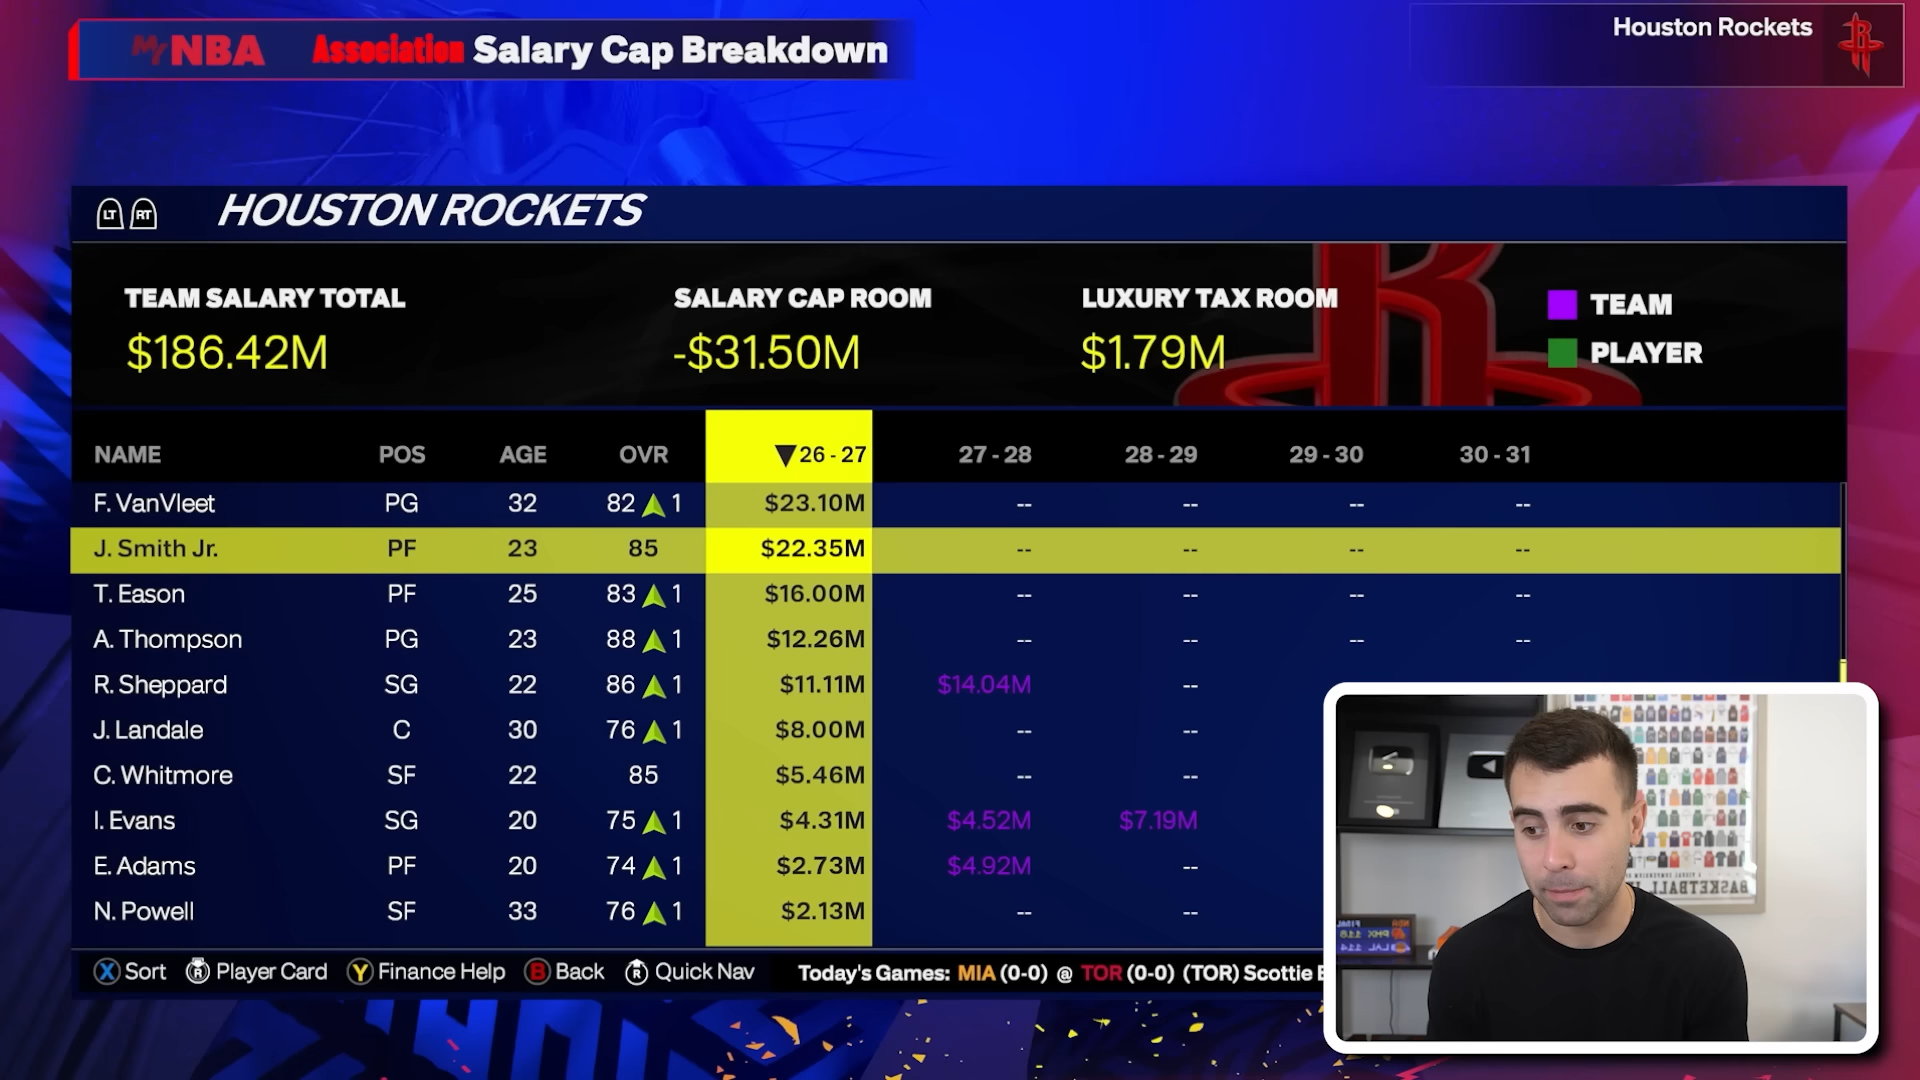 MyNBA Association Salary Cap Breakdown
Houston Rockets
LT RT HOUSTON ROCKETS
TEAM SALARY TOTAL SALARY CAP ROOM LUXURY TAX ROOM
$186.42M -$31.50M $1.79M
TEAM
PLAYER
NAME POS AGE OVR ▼26 - 27 27 - 28 28 - 29 29 - 30 30 - 31
F. VanVleet PG 32 82 ▲ 1 $23.10M -- -- -- --
J. Smith Jr. PF 23 85 $22.35M -- -- -- --
T. Eason PF 25 83 ▲ 1 $16.00M -- -- -- --
A. Thompson PG 23 88 ▲ 1 $12.26M -- -- -- --
R. Sheppard SG 22 86 ▲ 1 $11.11M $14.04M --
J. Landale C 30 76 ▲ 1 $8.00M -- --
C. Whitmore SF 22 85 $5.46M -- --
I. Evans SG 20 75 ▲ 1 $4.31M $4.52M $7.19M
E. Adams PF 20 74 ▲ 1 $2.73M $4.92M --
N. Powell SF 33 76 ▲ 1 $2.13M -- --
X Sort R Player Card Y Finance Help B Back R Quick Nav Today's Games: MIA (0-0) @ TOR (0-0) (TOR) Scottie
BASKETBALL